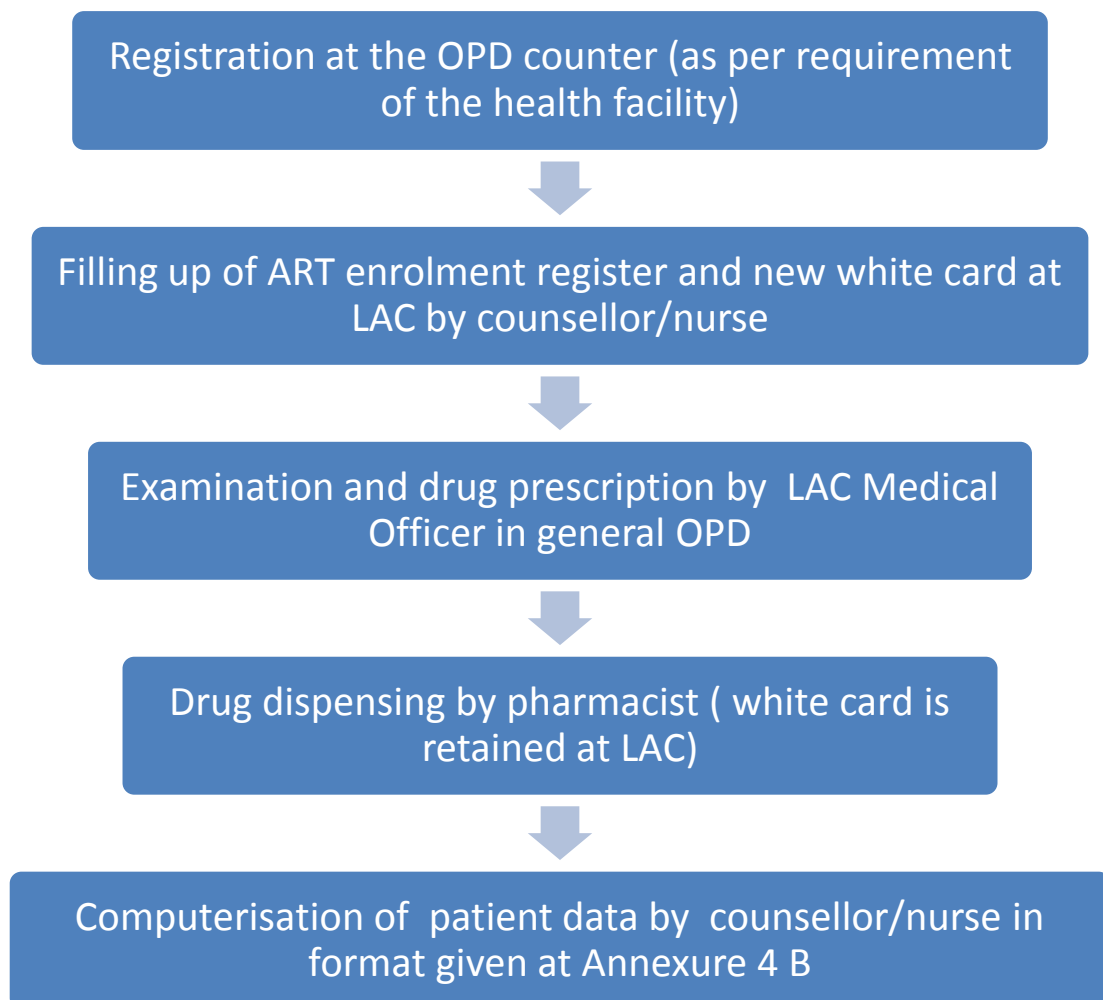 Registration at the OPD counter (as per requirement
of the health facility)
Filling up of ART enrolment register and new white card at
LAC by counsellor/nurse
Examination and drug prescription by  LAC Medical
Officer in general OPD
Drug dispensing by pharmacist ( white card is
retained at LAC)
Computerisation of  patient data by  counsellor/nurse in
format given at Annexure 4 B